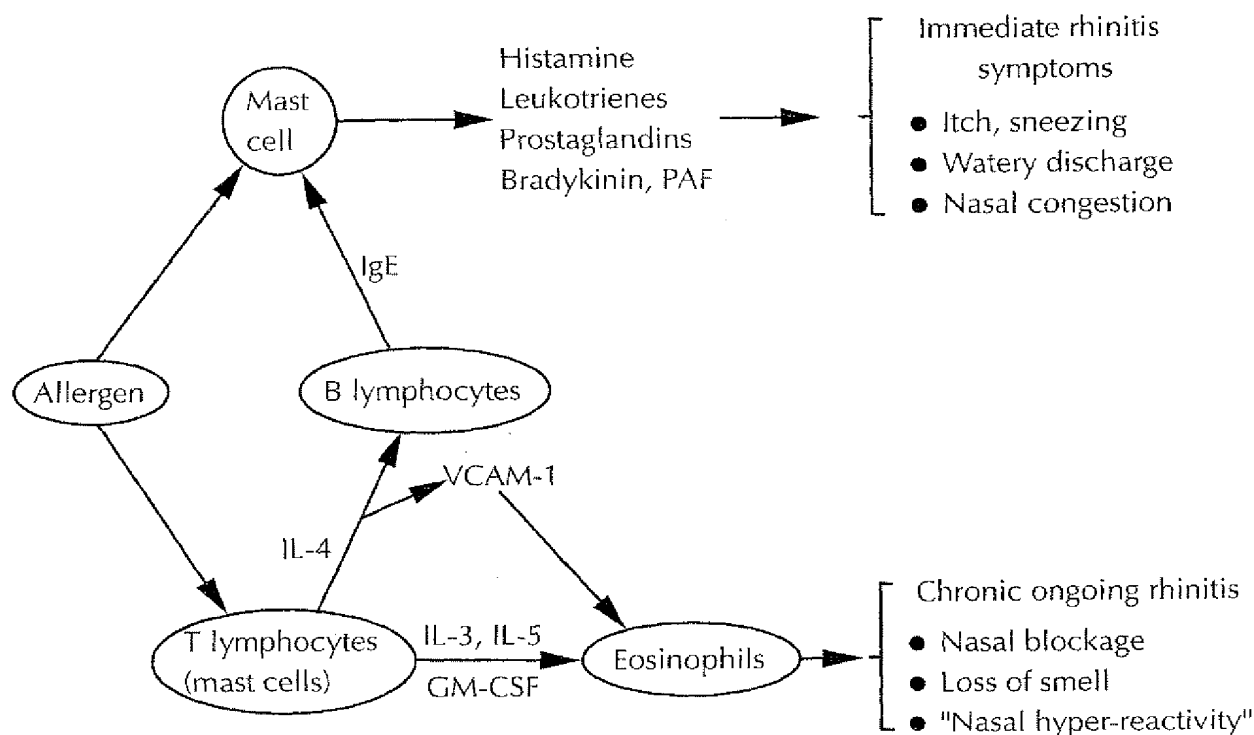 Histamine
Leukotrienes
Prostaglandins
Bradykinin, PAF
Immediate rhinitis
symptoms
● Itch, sneezing
● Watery discharge
● Nasal congestion
Mast
cell
IgE
Allergen
B lymphocytes
VCAM-1
IL-4
T lymphocytes
(mast cells)
IL-3, IL-5
GM-CSF
Eosinophils
Chronic ongoing rhinitis
● Nasal blockage
● Loss of smell
● "Nasal hyper-reactivity"